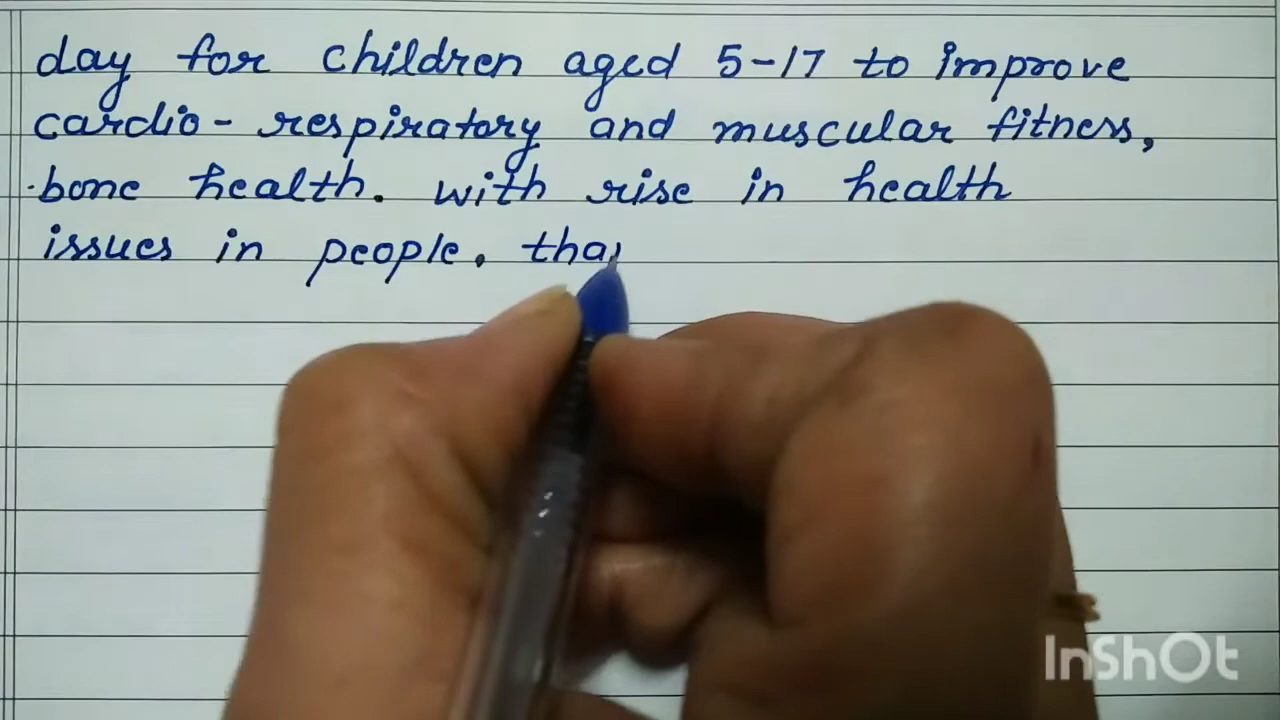 day for children aged 5-17 to improve
cardio - respiratory and muscular fitness,
bone health. with rise in health
issues in people.
InShOt